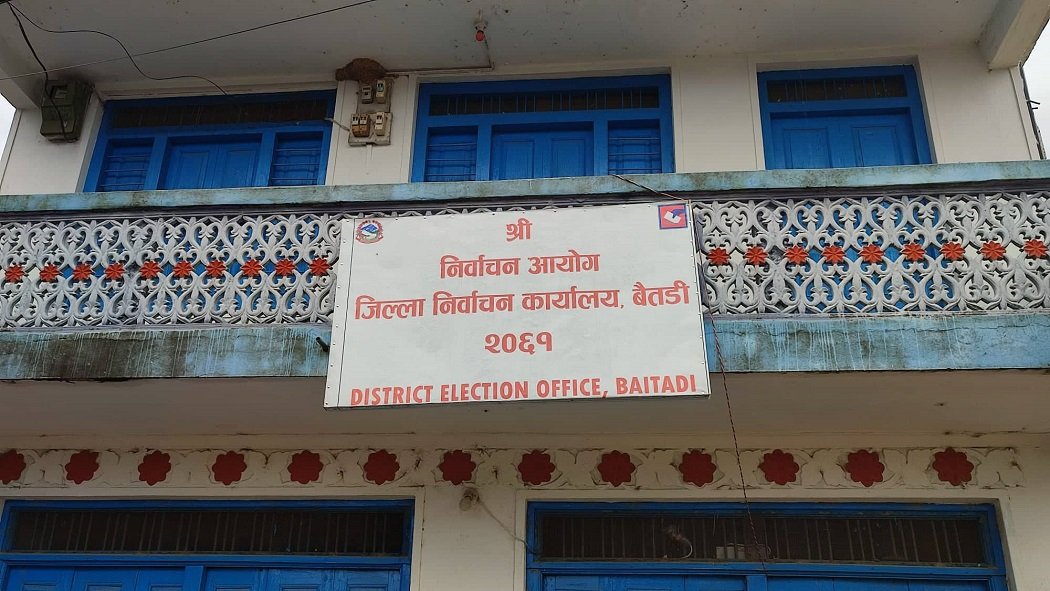 श्री
निर्वाचन आयोग
जिल्ला निर्वाचन कार्यालय, बैतडी
२०६१
DISTRICT ELECTION OFFICE, BAITADI